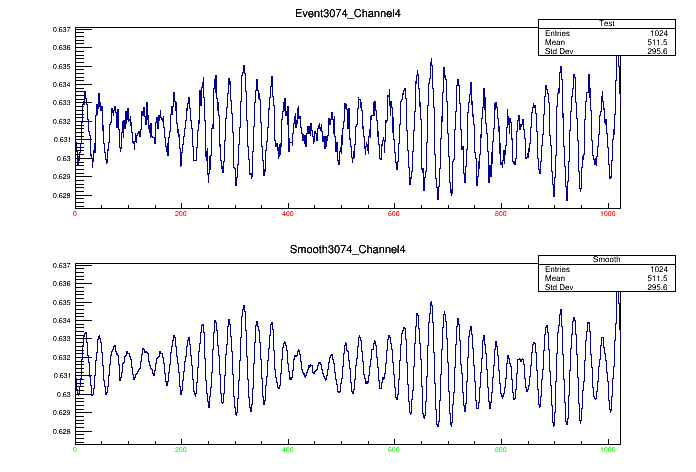 Event3074_Channel4
Test
Entries 1024
Mean 511.5
Std Dev 295.6
0.637
0.636
0.635
0.634
0.633
0.632
0.631
0.63
0.629
0.628
0 200 400 600 800 1000
Smooth3074_Channel4
Smooth
Entries 1024
Mean 511.5
Std Dev 295.6
0.637
0.636
0.635
0.634
0.633
0.632
0.631
0.63
0.629
0.628
0 200 400 600 800 1000